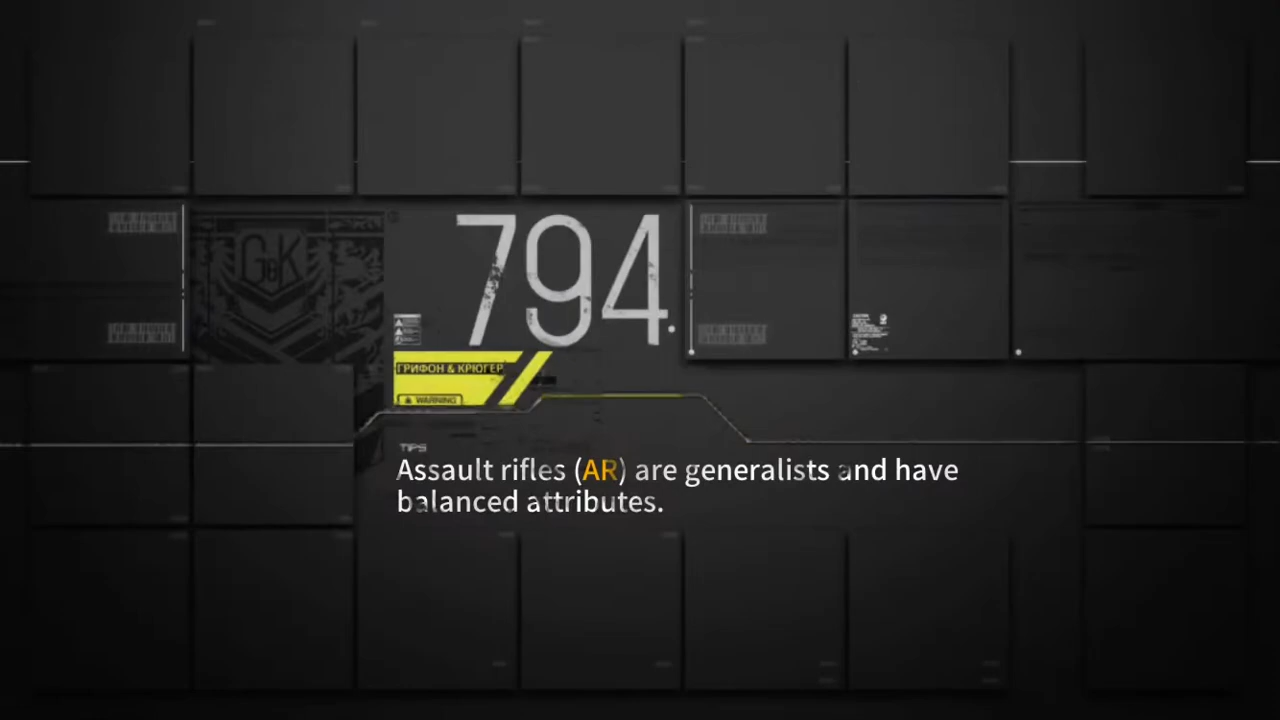 G&K
794.
ГРИФОН & КРЮГЕР
WARNING
TIPS
Assault rifles (AR) are generalists and have
balanced attributes.